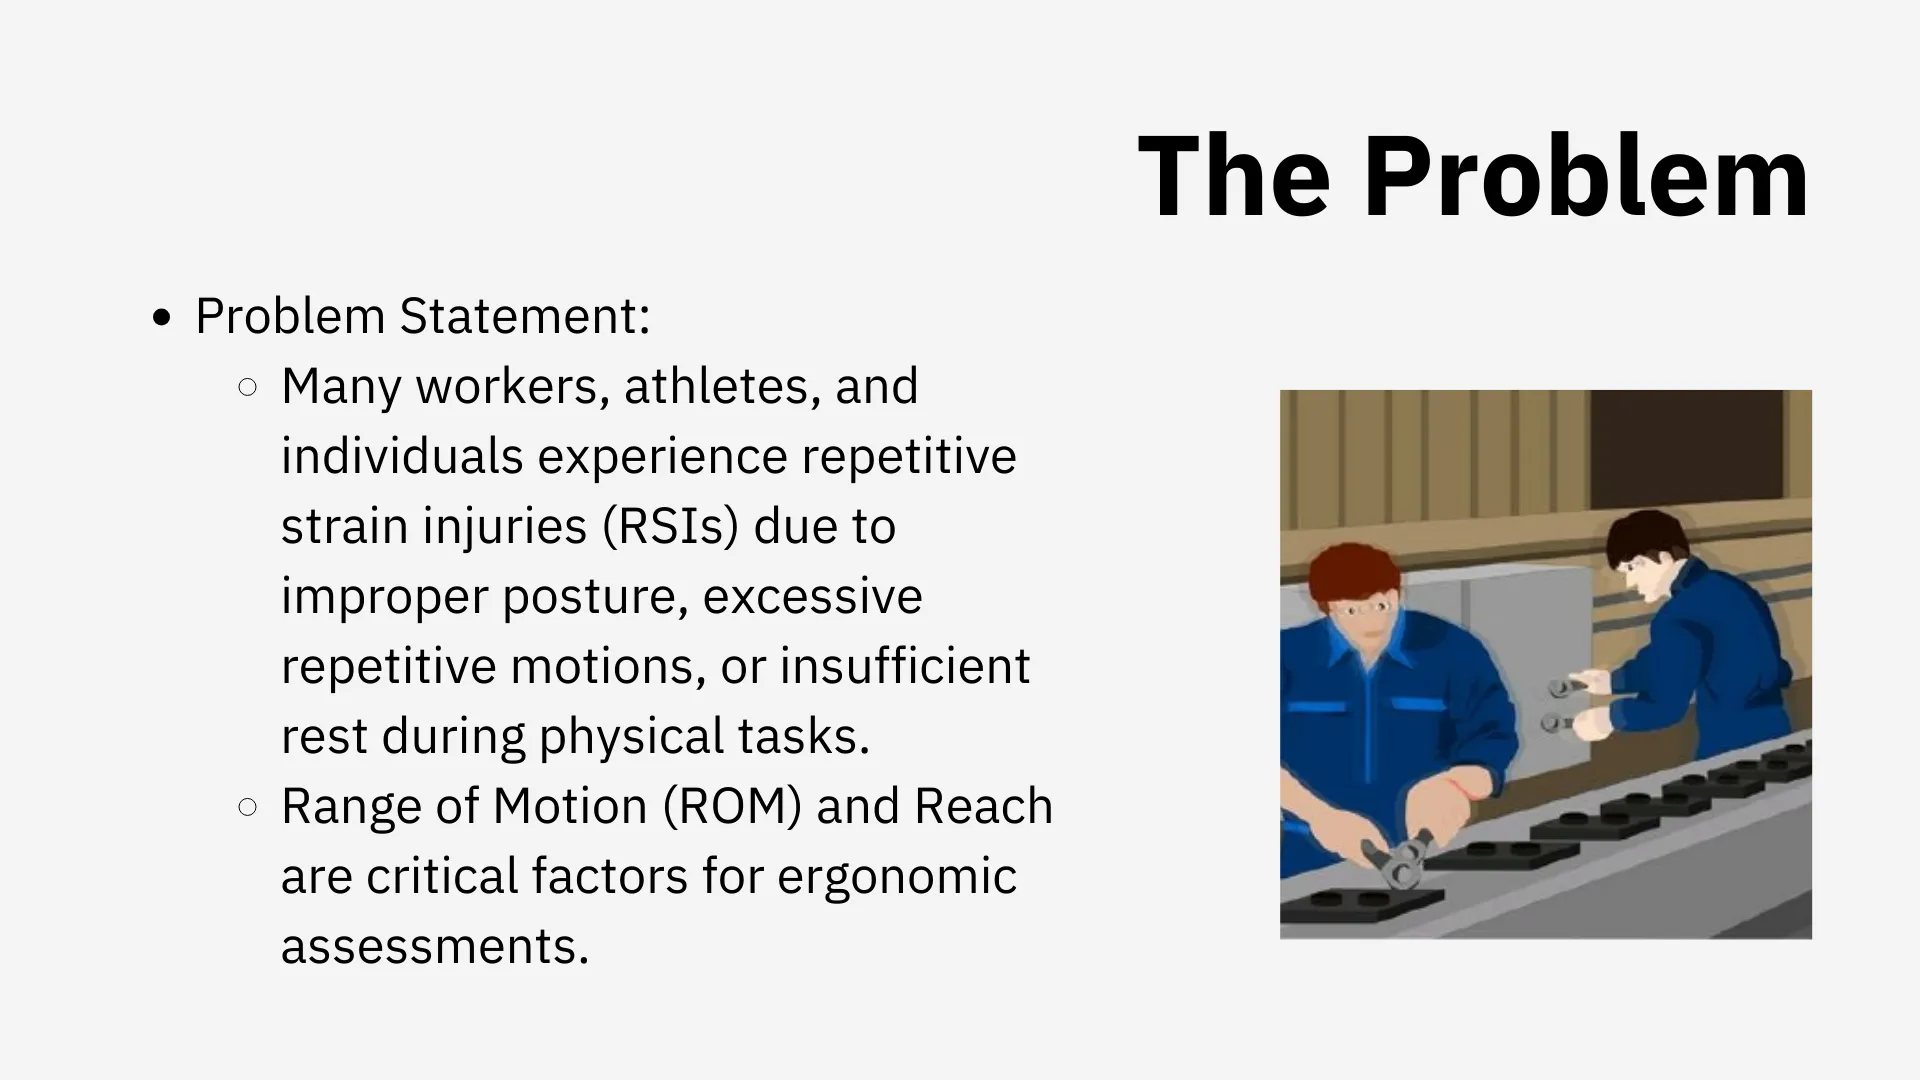 The Problem
• Problem Statement:
○ Many workers, athletes, and
individuals experience repetitive
strain injuries (RSIs) due to
improper posture, excessive
repetitive motions, or insufficient
rest during physical tasks.
○ Range of Motion (ROM) and Reach
are critical factors for ergonomic
assessments.